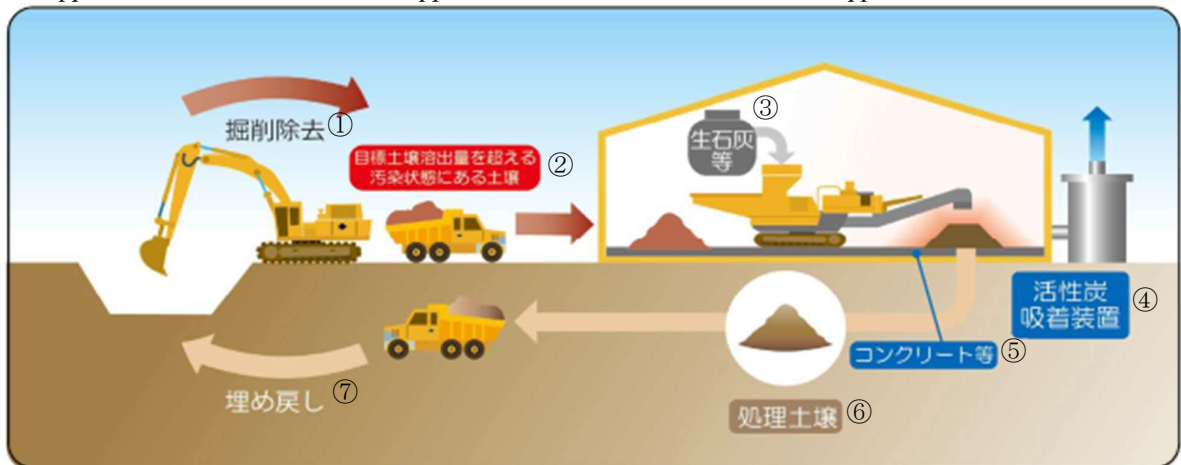 掘削除去①
目標土壌溶出量を超える
汚染状態にある土壌
②
③
生石灰
等
活性炭
吸着装置
④
コンクリート等⑤
処理土壌⑥
埋め戻し⑦